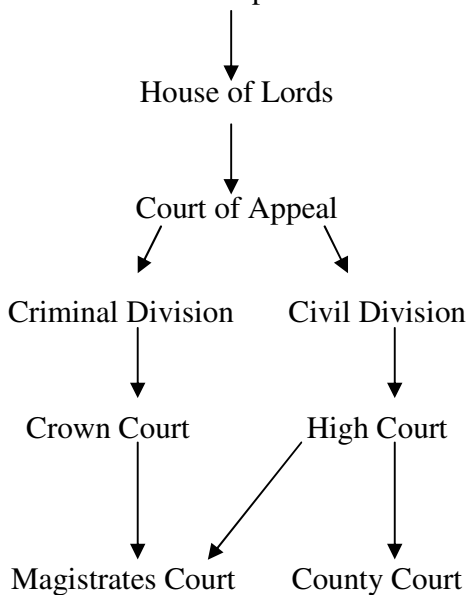 House of Lords
Court of Appeal
Criminal Division Civil Division
Crown Court High Court
Magistrates Court County Court